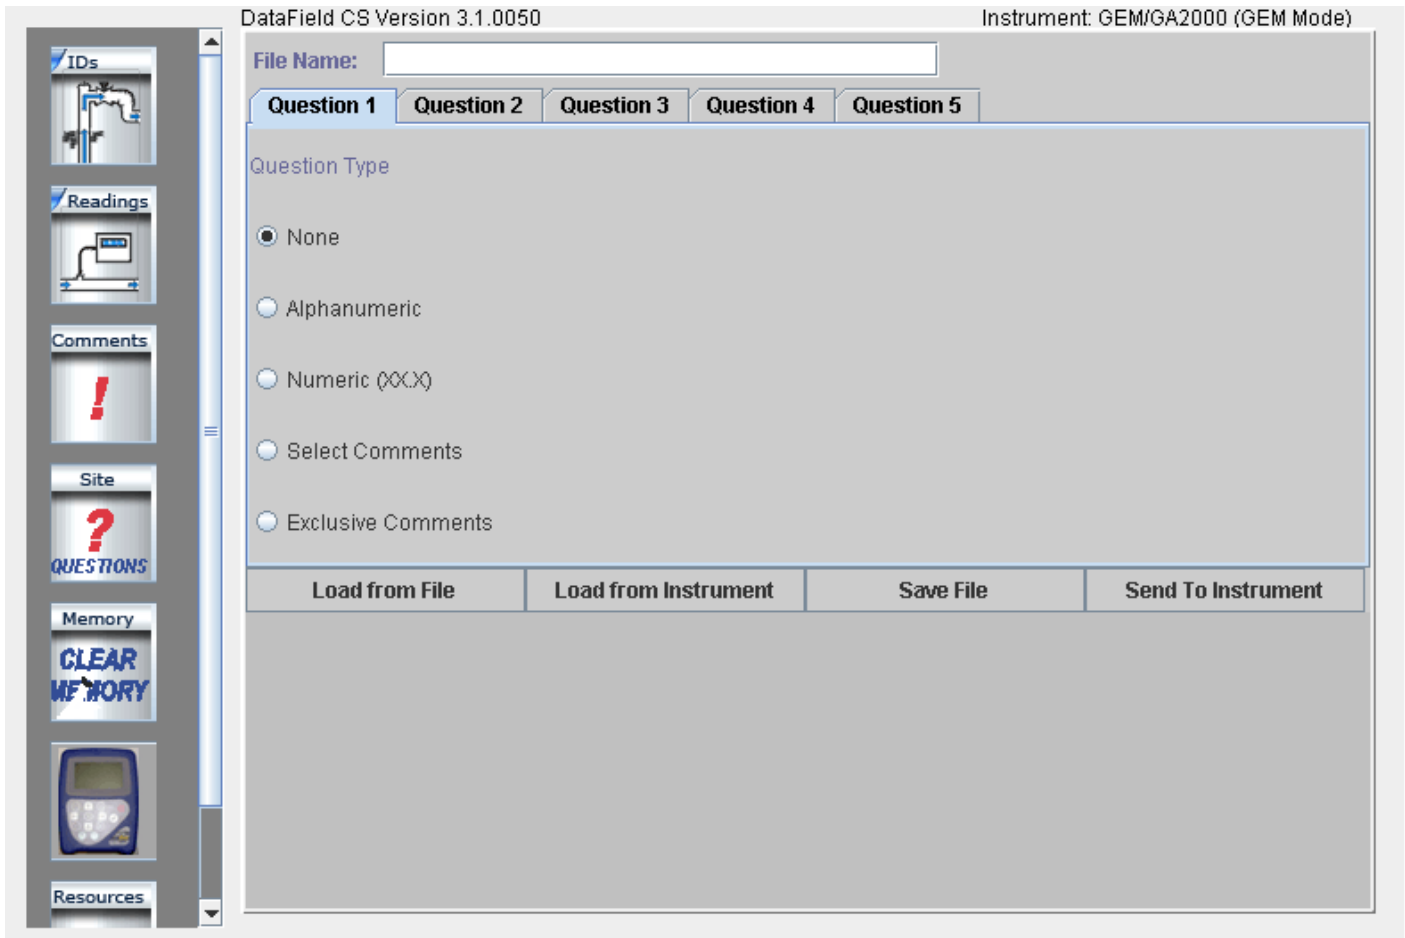 DataField CS Version 3.1.0050
Instrument: GEM/GA2000 (GEM Mode)
IDs
Readings
Comments
!
Site
?
QUESTIONS
Memory
CLEAR
MEMORY
Resources
File Name:
Question 1
Question 2
Question 3
Question 4
Question 5
Question Type
None
Alphanumeric
Numeric (XX.X)
Select Comments
Exclusive Comments
Load from File
Load from Instrument
Save File
Send To Instrument